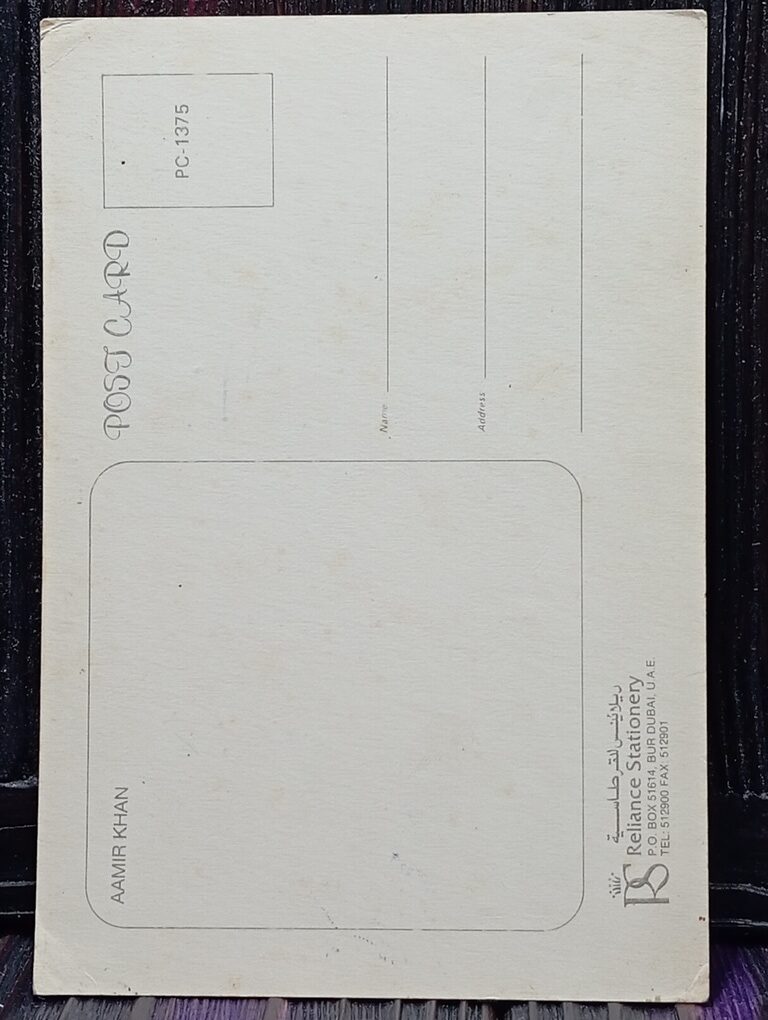 AAMIR KHAN
POST CARD
PC-1375
Name
Address
ريلاينس للقرطاسية
Reliance Stationery
P.O. BOX 51614, BUR DUBAI, U.A.E.
TEL: 512900 FAX: 512901
RS